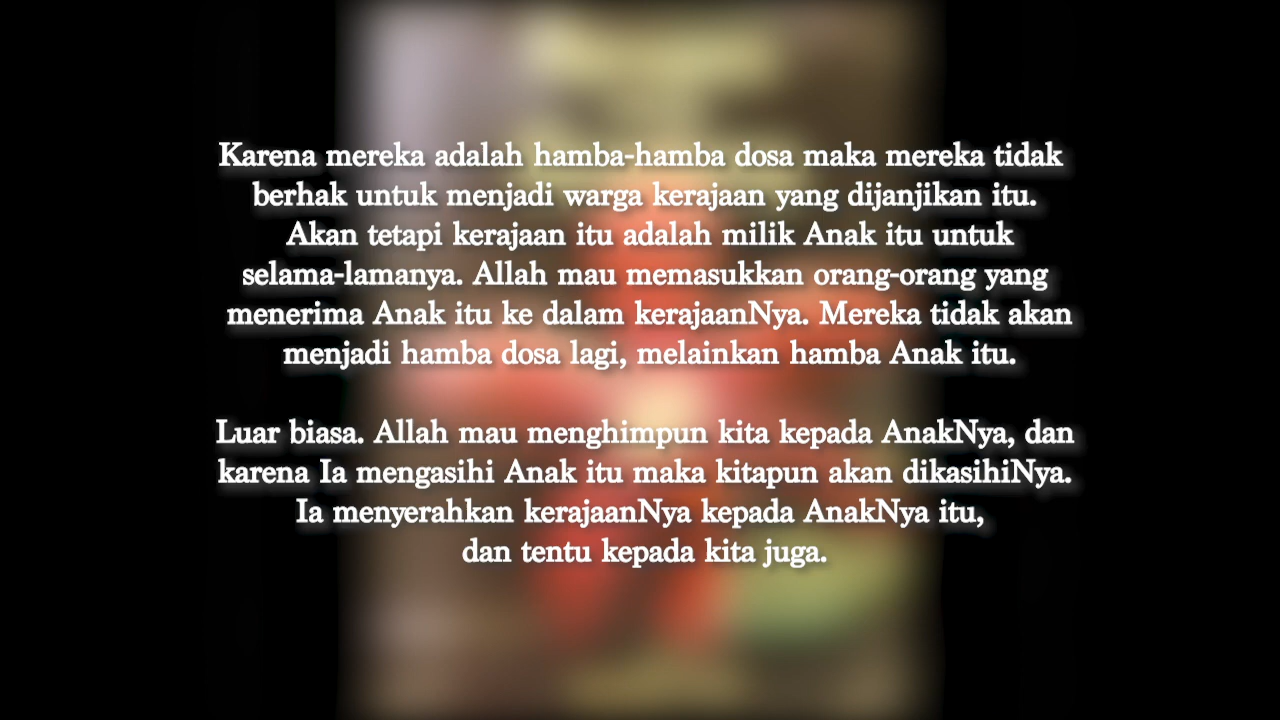 Karena mereka adalah hamba-hamba dosa maka mereka tidak
berhak untuk menjadi warga kerajaan yang dijanjikan itu.
Akan tetapi kerajaan itu adalah milik Anak itu untuk
selama-lamanya. Allah mau memasukkan orang-orang yang
menerima Anak itu ke dalam kerajaanNya. Mereka tidak akan
menjadi hamba dosa lagi, melainkan hamba Anak itu.
Luar biasa. Allah mau menghimpun kita kepada AnakNya, dan
karena Ia mengasihi Anak itu maka kitapun akan dikasihiNya.
Ia menyerahkan kerajaanNya kepada AnakNya itu,
dan tentu kepada kita juga.